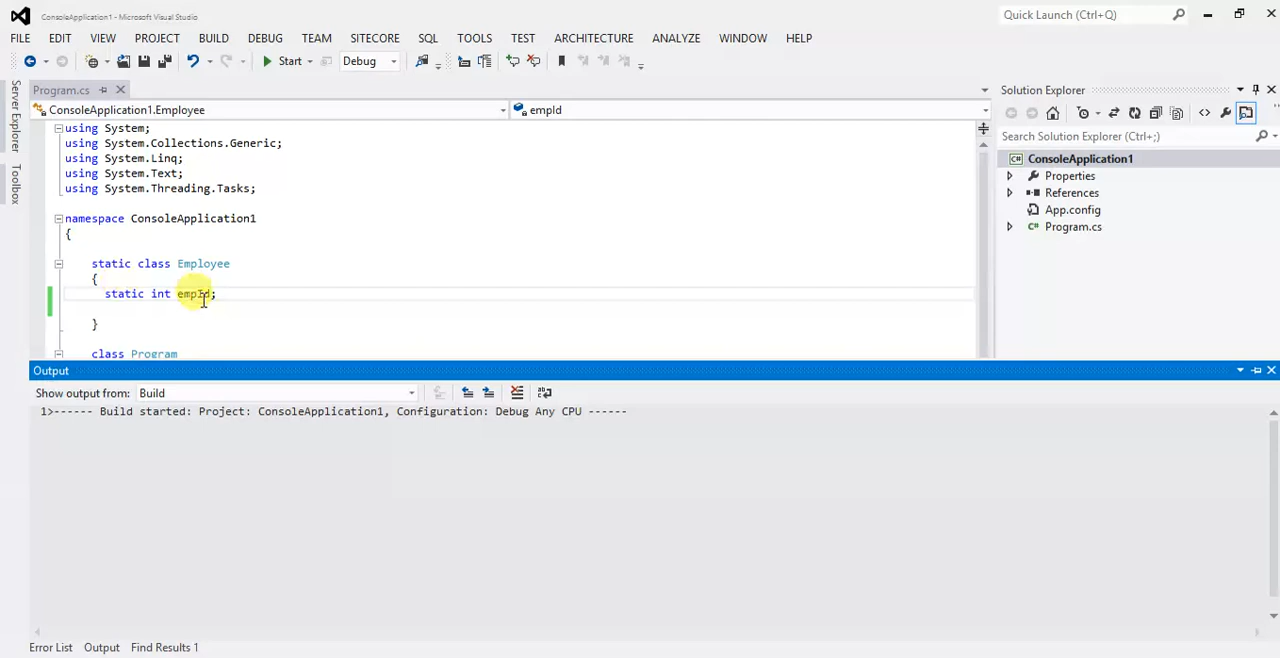 ConsoleApplication1 - Microsoft Visual Studio
Quick Launch (Ctrl+Q)
FILE EDIT VIEW PROJECT BUILD DEBUG TEAM SITECORE SQL TOOLS TEST ARCHITECTURE ANALYZE WINDOW HELP
Start Debug
Server Explorer
Toolbox
Program.cs
ConsoleApplication1.Employee
empId
using System;
using System.Collections.Generic;
using System.Linq;
using System.Text;
using System.Threading.Tasks;
namespace ConsoleApplication1
{
static class Employee
{
static int empId;
}
class Program
Solution Explorer
Search Solution Explorer (Ctrl+;)
C# ConsoleApplication1
Properties
References
App.config
C# Program.cs
Output
Show output from: Build
1>------ Build started: Project: ConsoleApplication1, Configuration: Debug Any CPU ------
Error List Output Find Results 1